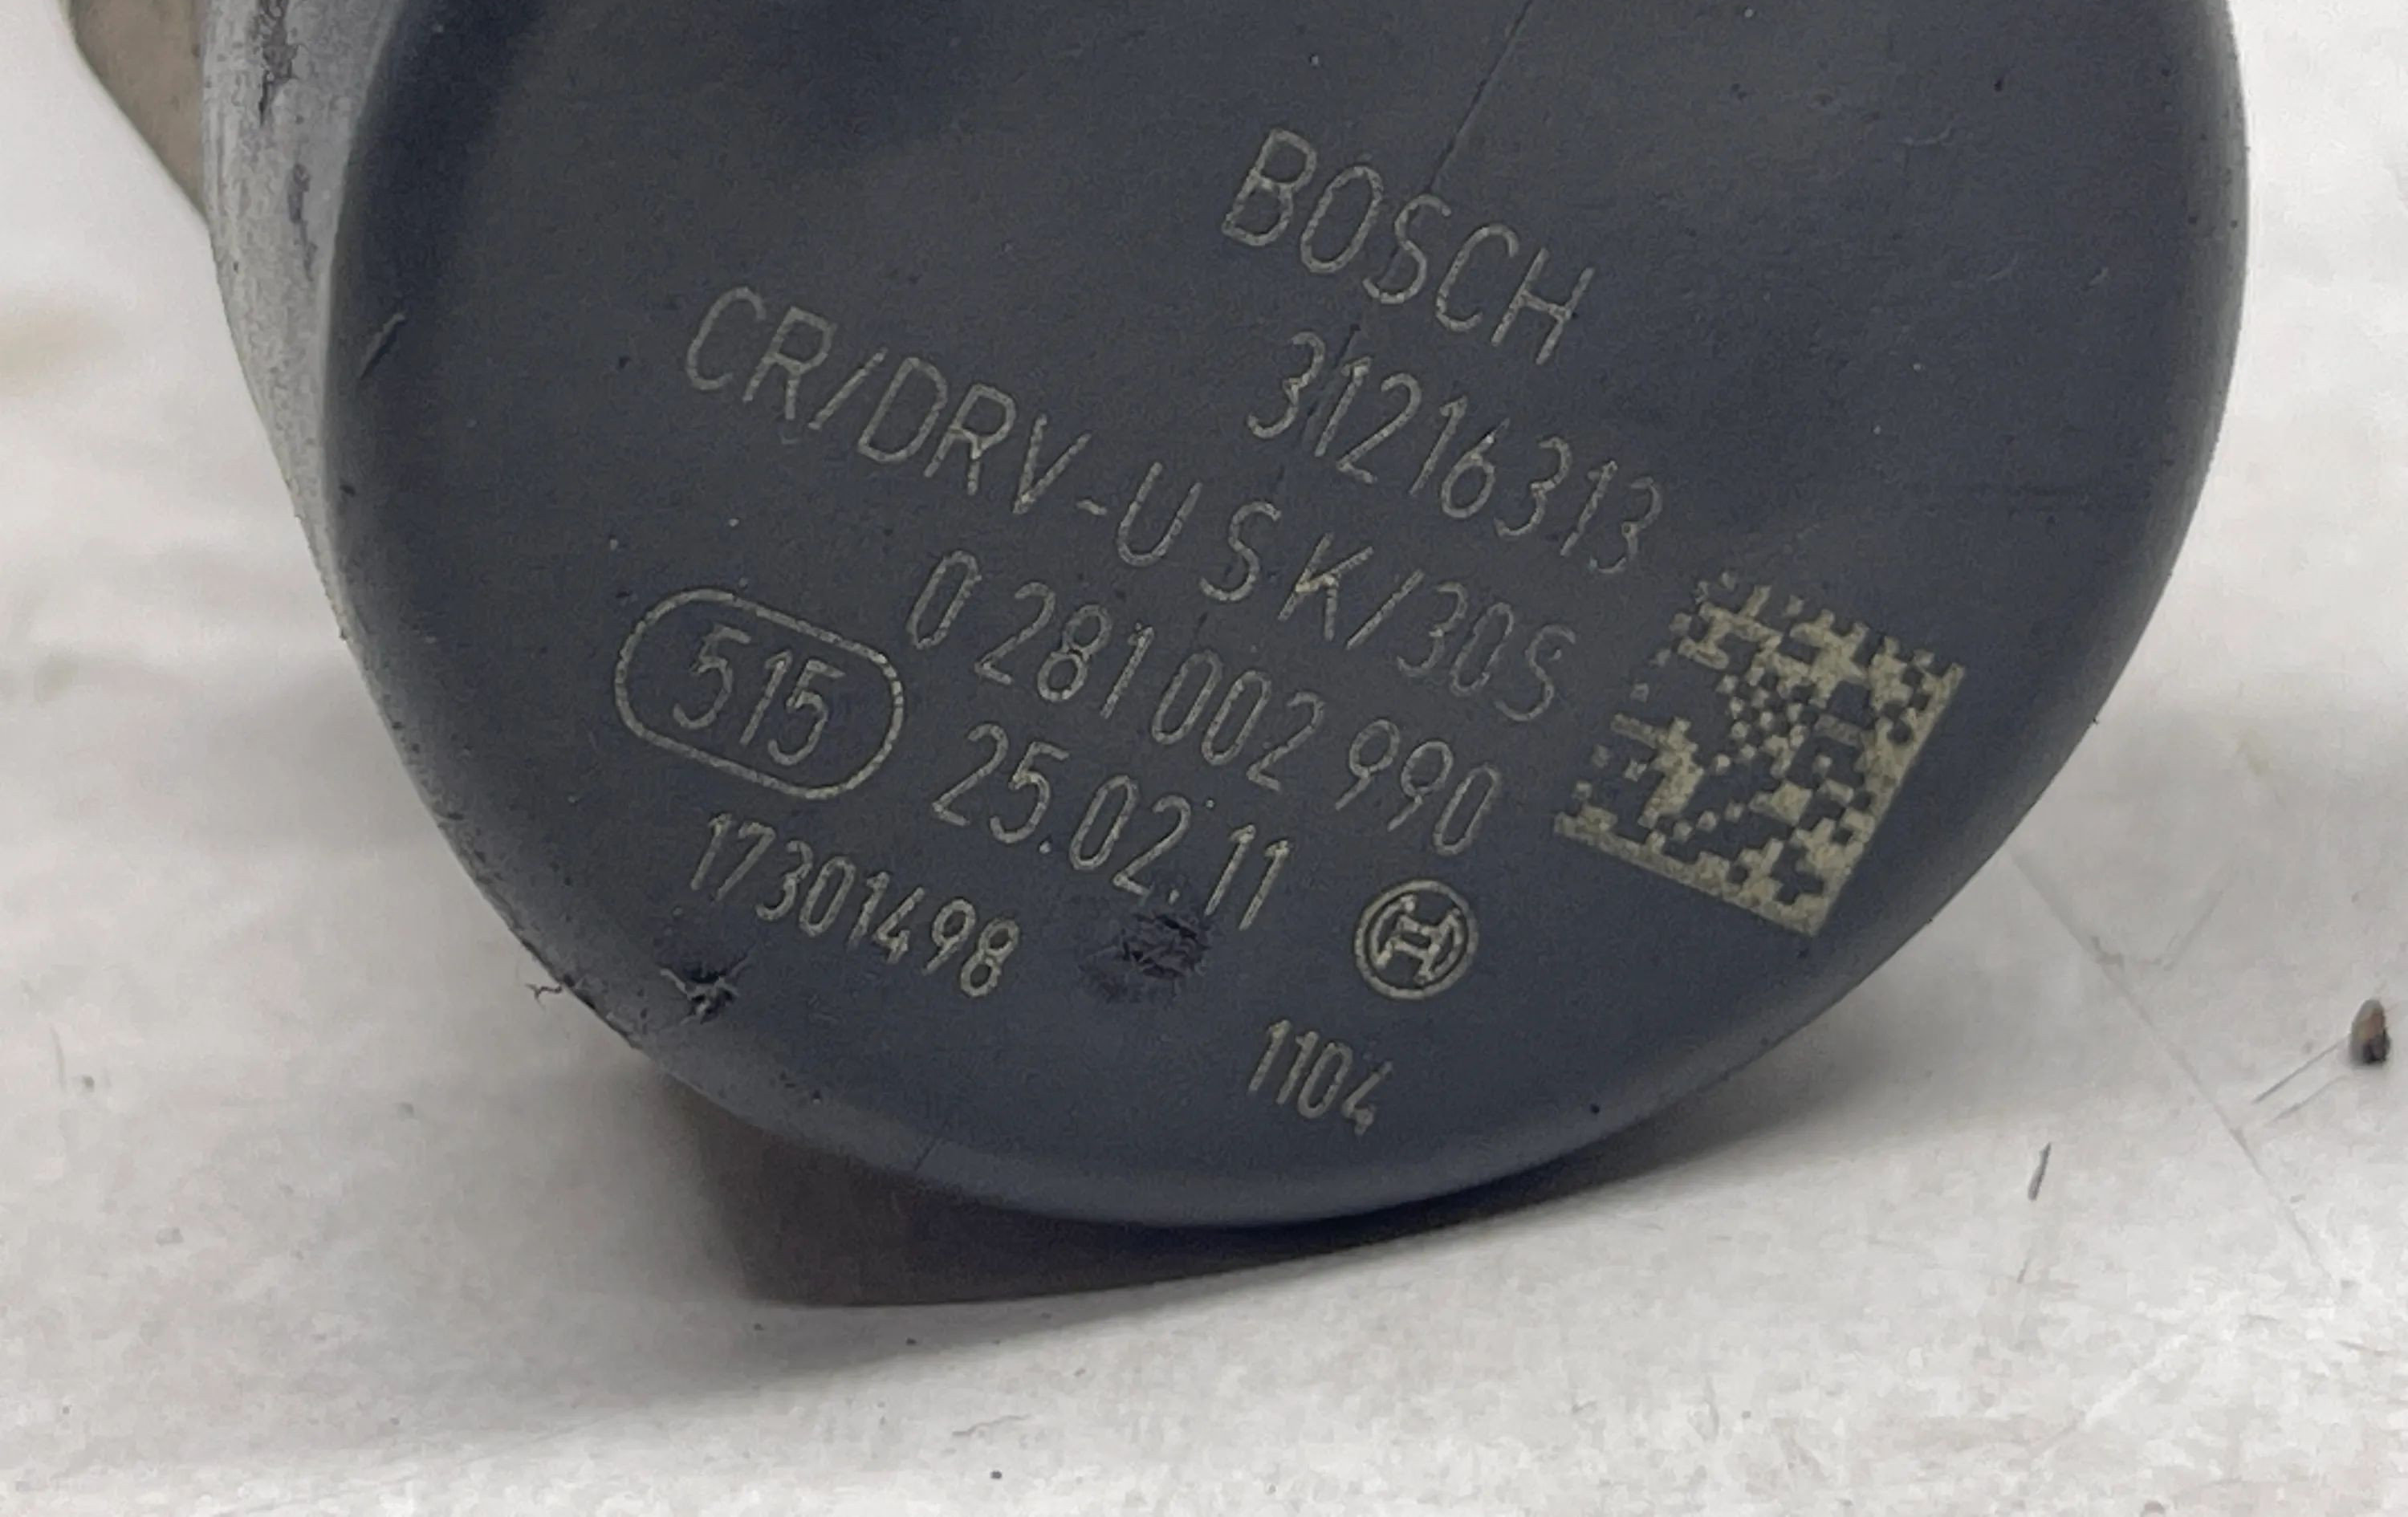 BOSCH
31216313
CR/DRV-U S K/30S
0 281 002 990
515 25.02.11
17301498
1104